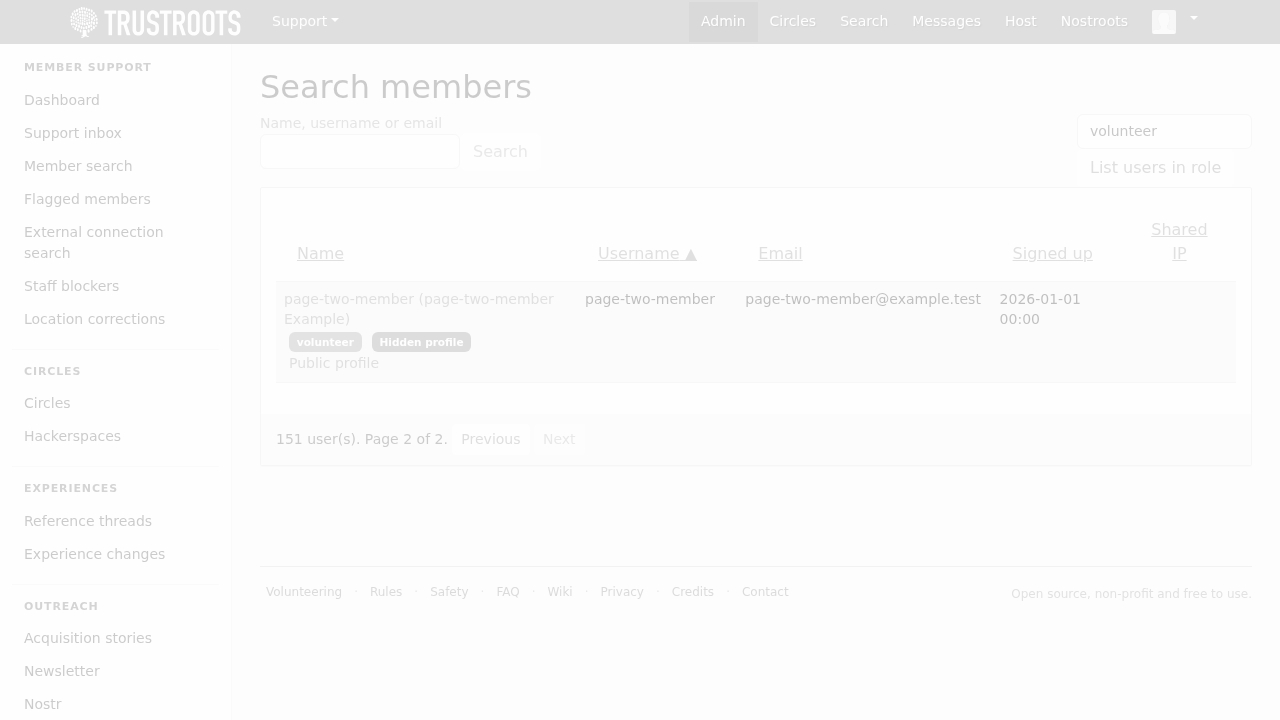 TRUSTROOTS
Support
Admin
Circles
Search
Messages
Host
Nostroots
MEMBER SUPPORT
Dashboard
Support inbox
Member search
Flagged members
External connection
search
Staff blockers
Location corrections
CIRCLES
Circles
Hackerspaces
EXPERIENCES
Reference threads
Experience changes
OUTREACH
Acquisition stories
Newsletter
Nostr
Search members
Name, username or email
Search
volunteer
List users in role
Name
Username ▲
Email
Signed up
Shared
IP
page-two-member (page-two-member
Example)
volunteer
Hidden profile
Public profile
page-two-member
page-two-member@example.test
2026-01-01
00:00
151 user(s). Page 2 of 2.
Previous
Next
Volunteering · Rules · Safety · FAQ · Wiki · Privacy · Credits · Contact
Open source, non-profit and free to use.